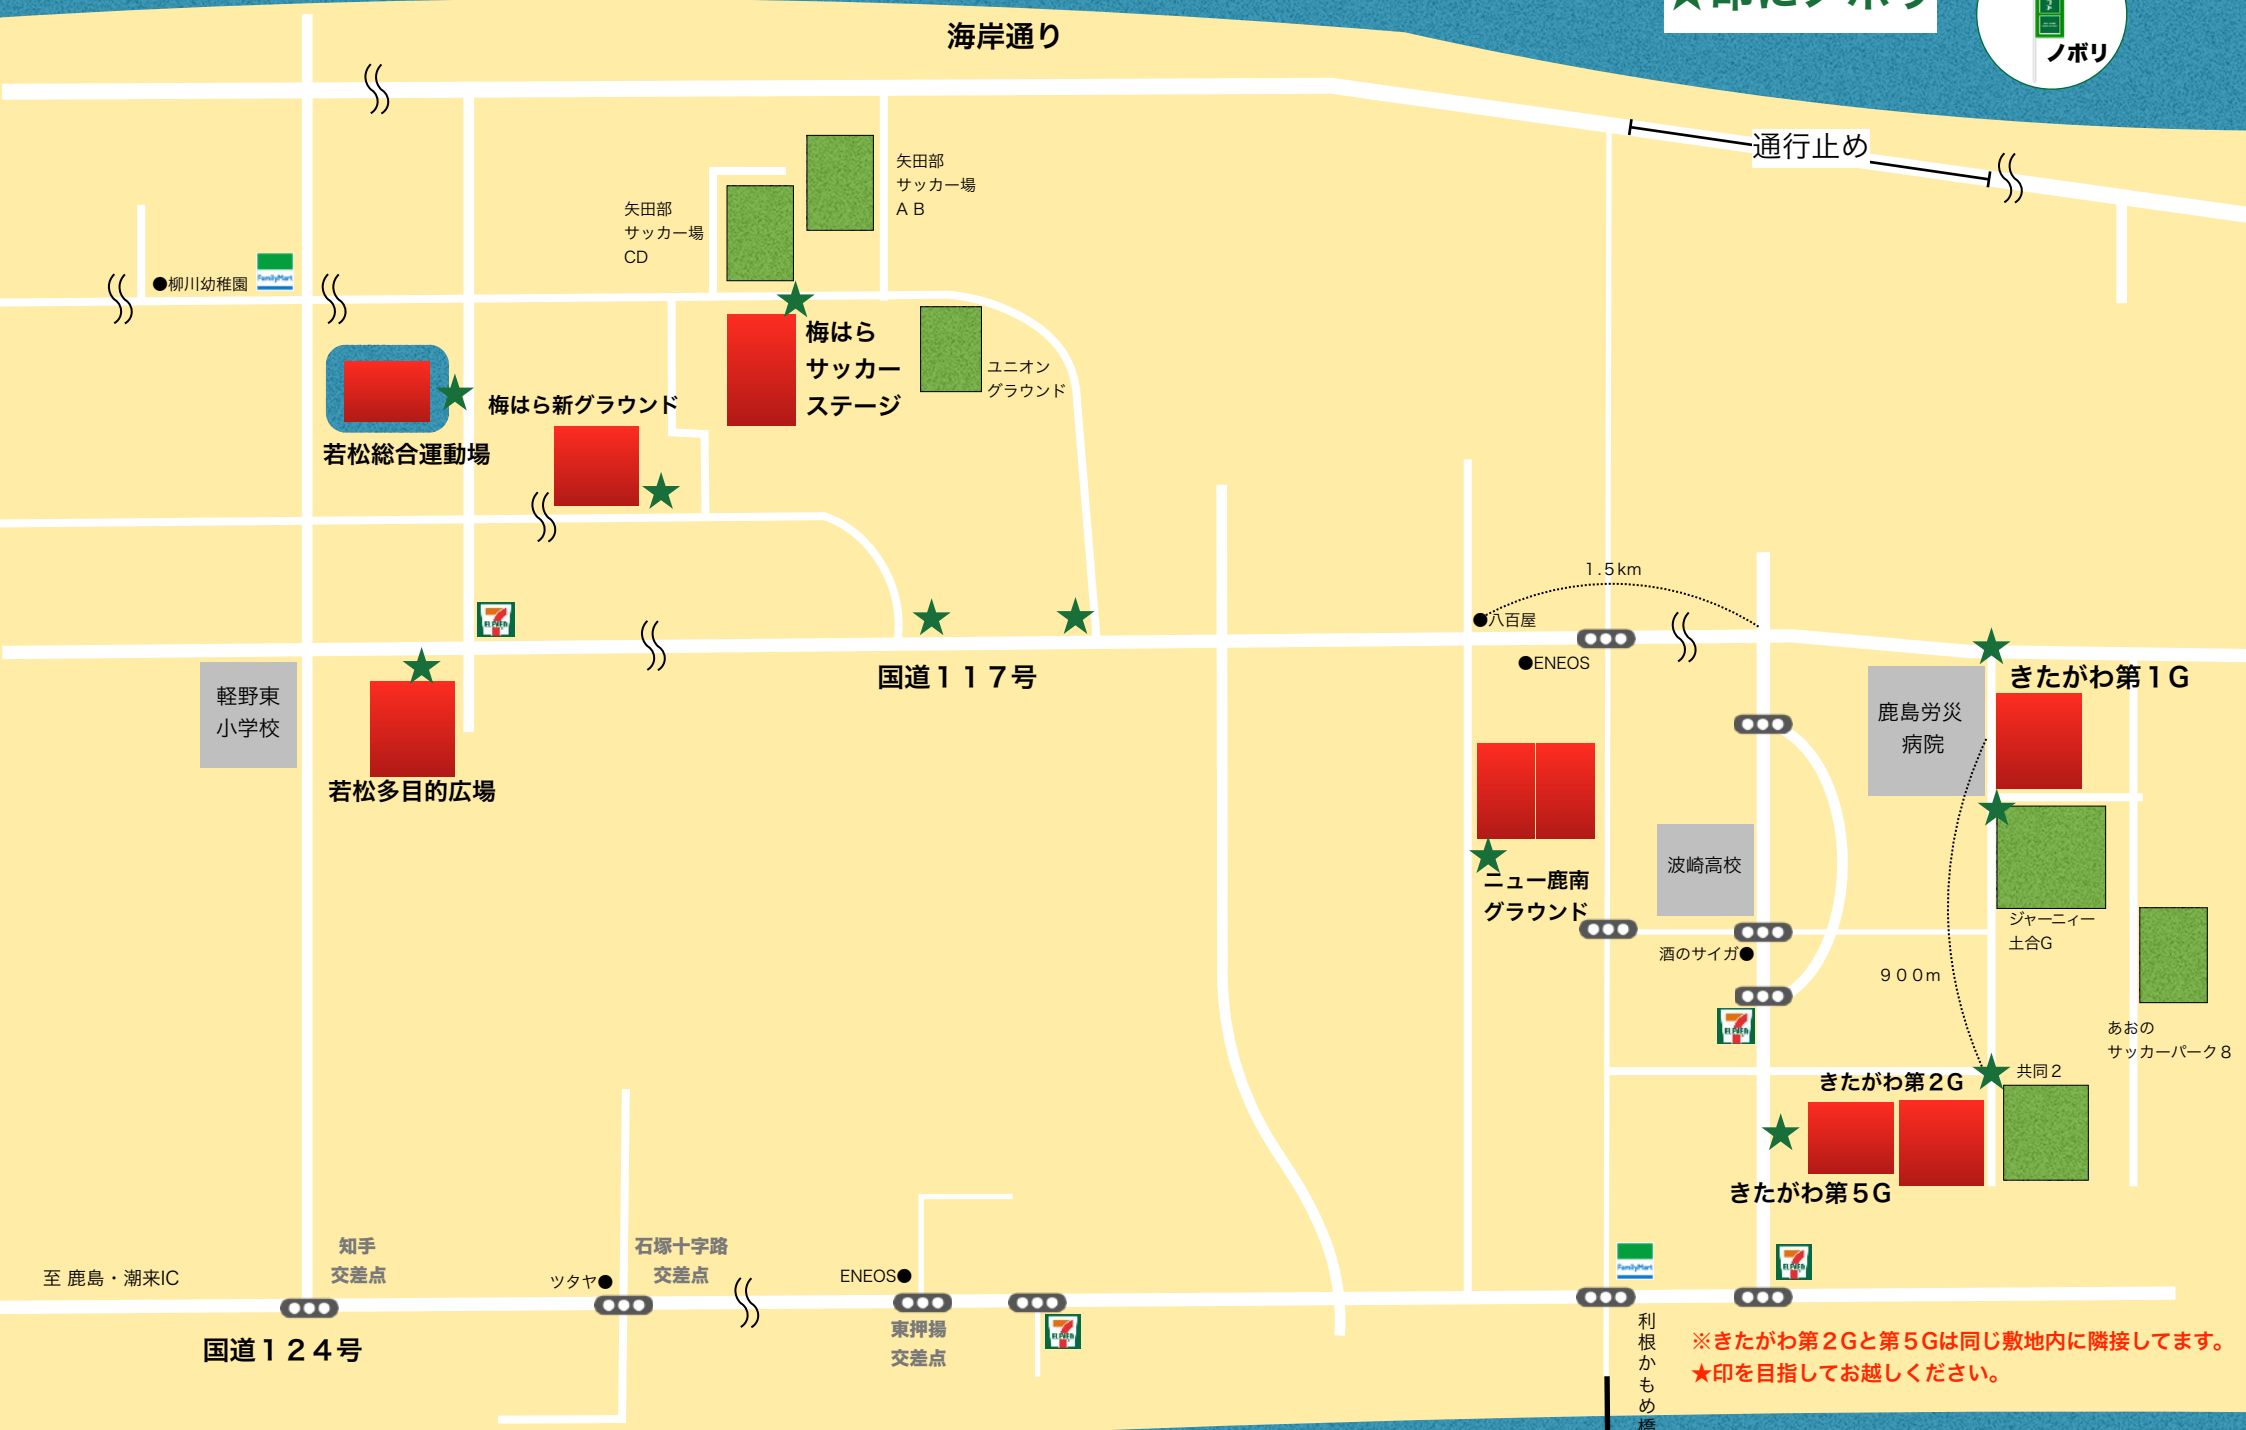 海岸通り
ノボリ
通行止め
矢田部
サッカー場
A B
矢田部
サッカー場
CD
●柳川幼稚園
FamilyMart
梅はら
サッカー
ステージ
ユニオン
グラウンド
梅はら新グラウンド
若松総合運動場
1.5km
●八百屋
●ENEOS
国道117号
軽野東
小学校
若松多目的広場
きたがわ第1G
鹿島労災
病院
ニュー鹿南
グラウンド
波崎高校
酒のサイガ●
ジャーニィー
土合G
900m
あおの
サッカーパーク8
共同2
きたがわ第2G
きたがわ第5G
至 鹿島・潮来IC
知手
交差点
ツタヤ●
石塚十字路
交差点
ENEOS●
東押揚
交差点
国道124号
FamilyMart
利根かもめ橋
※きたがわ第2Gと第5Gは同じ敷地内に隣接してます。
★印を目指してお越しください。